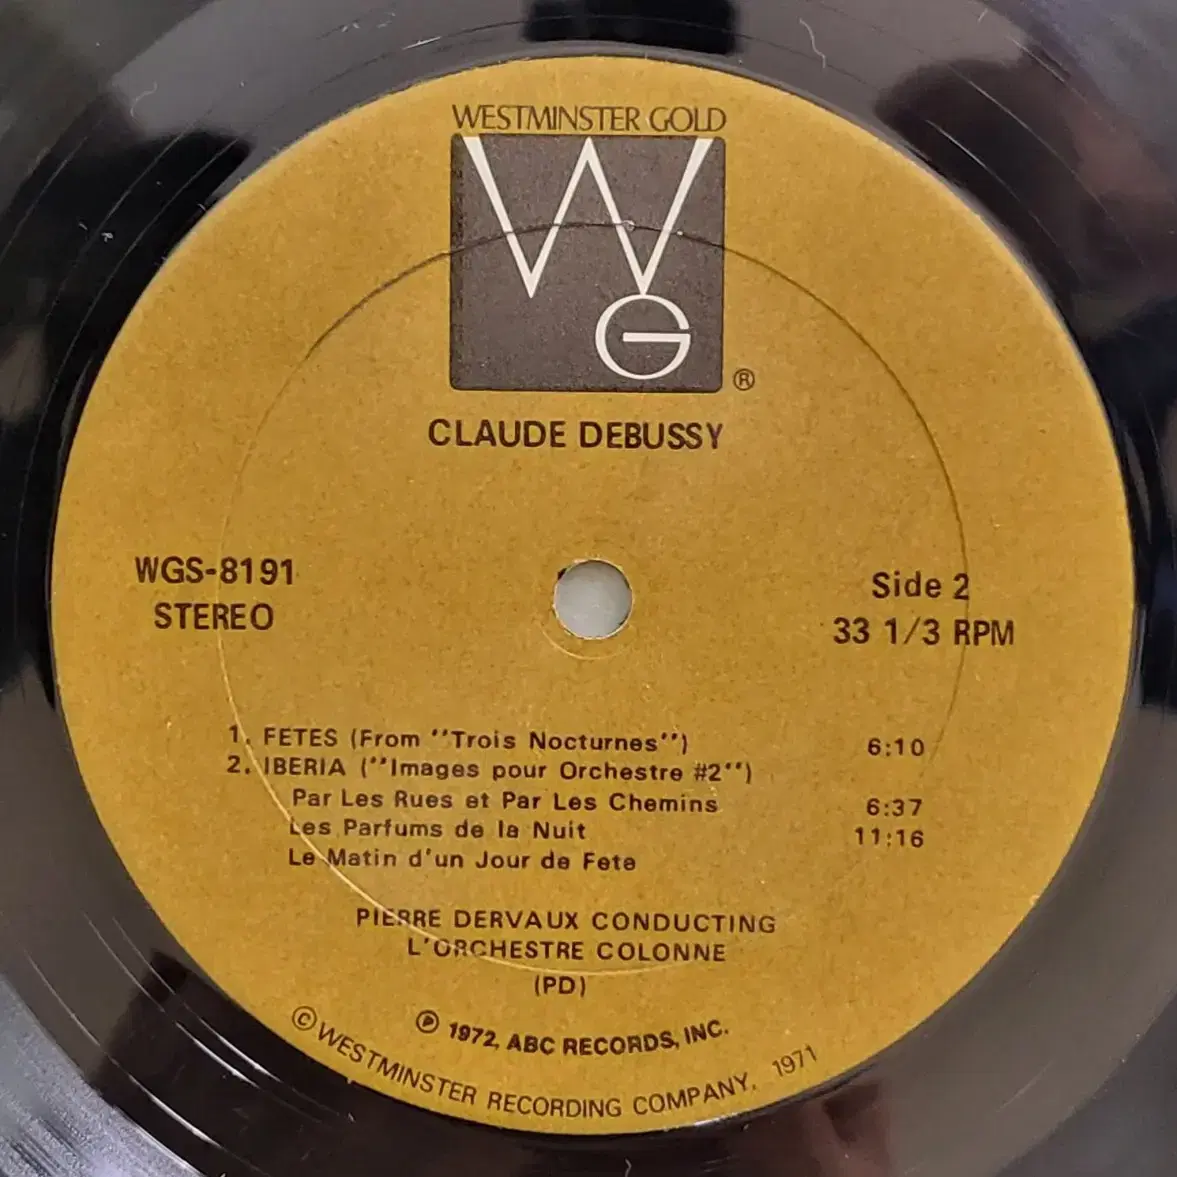 WESTMINSTER GOLD
WG
®
CLAUDE DEBUSSY
WGS-8191
STEREO
Side 2
33 1/3 RPM
1. FETES (From "Trois Nocturnes") 6:10
2. IBERIA ("Images pour Orchestre #2")
Par Les Rues et Par Les Chemins 6:37
Les Parfums de la Nuit 11:16
Le Matin d'un Jour de Fete
PIERRE DERVAUX CONDUCTING
L'ORCHESTRE COLONNE
(PD)
℗ 1972, ABC RECORDS, INC.
© WESTMINSTER RECORDING COMPANY, 1971